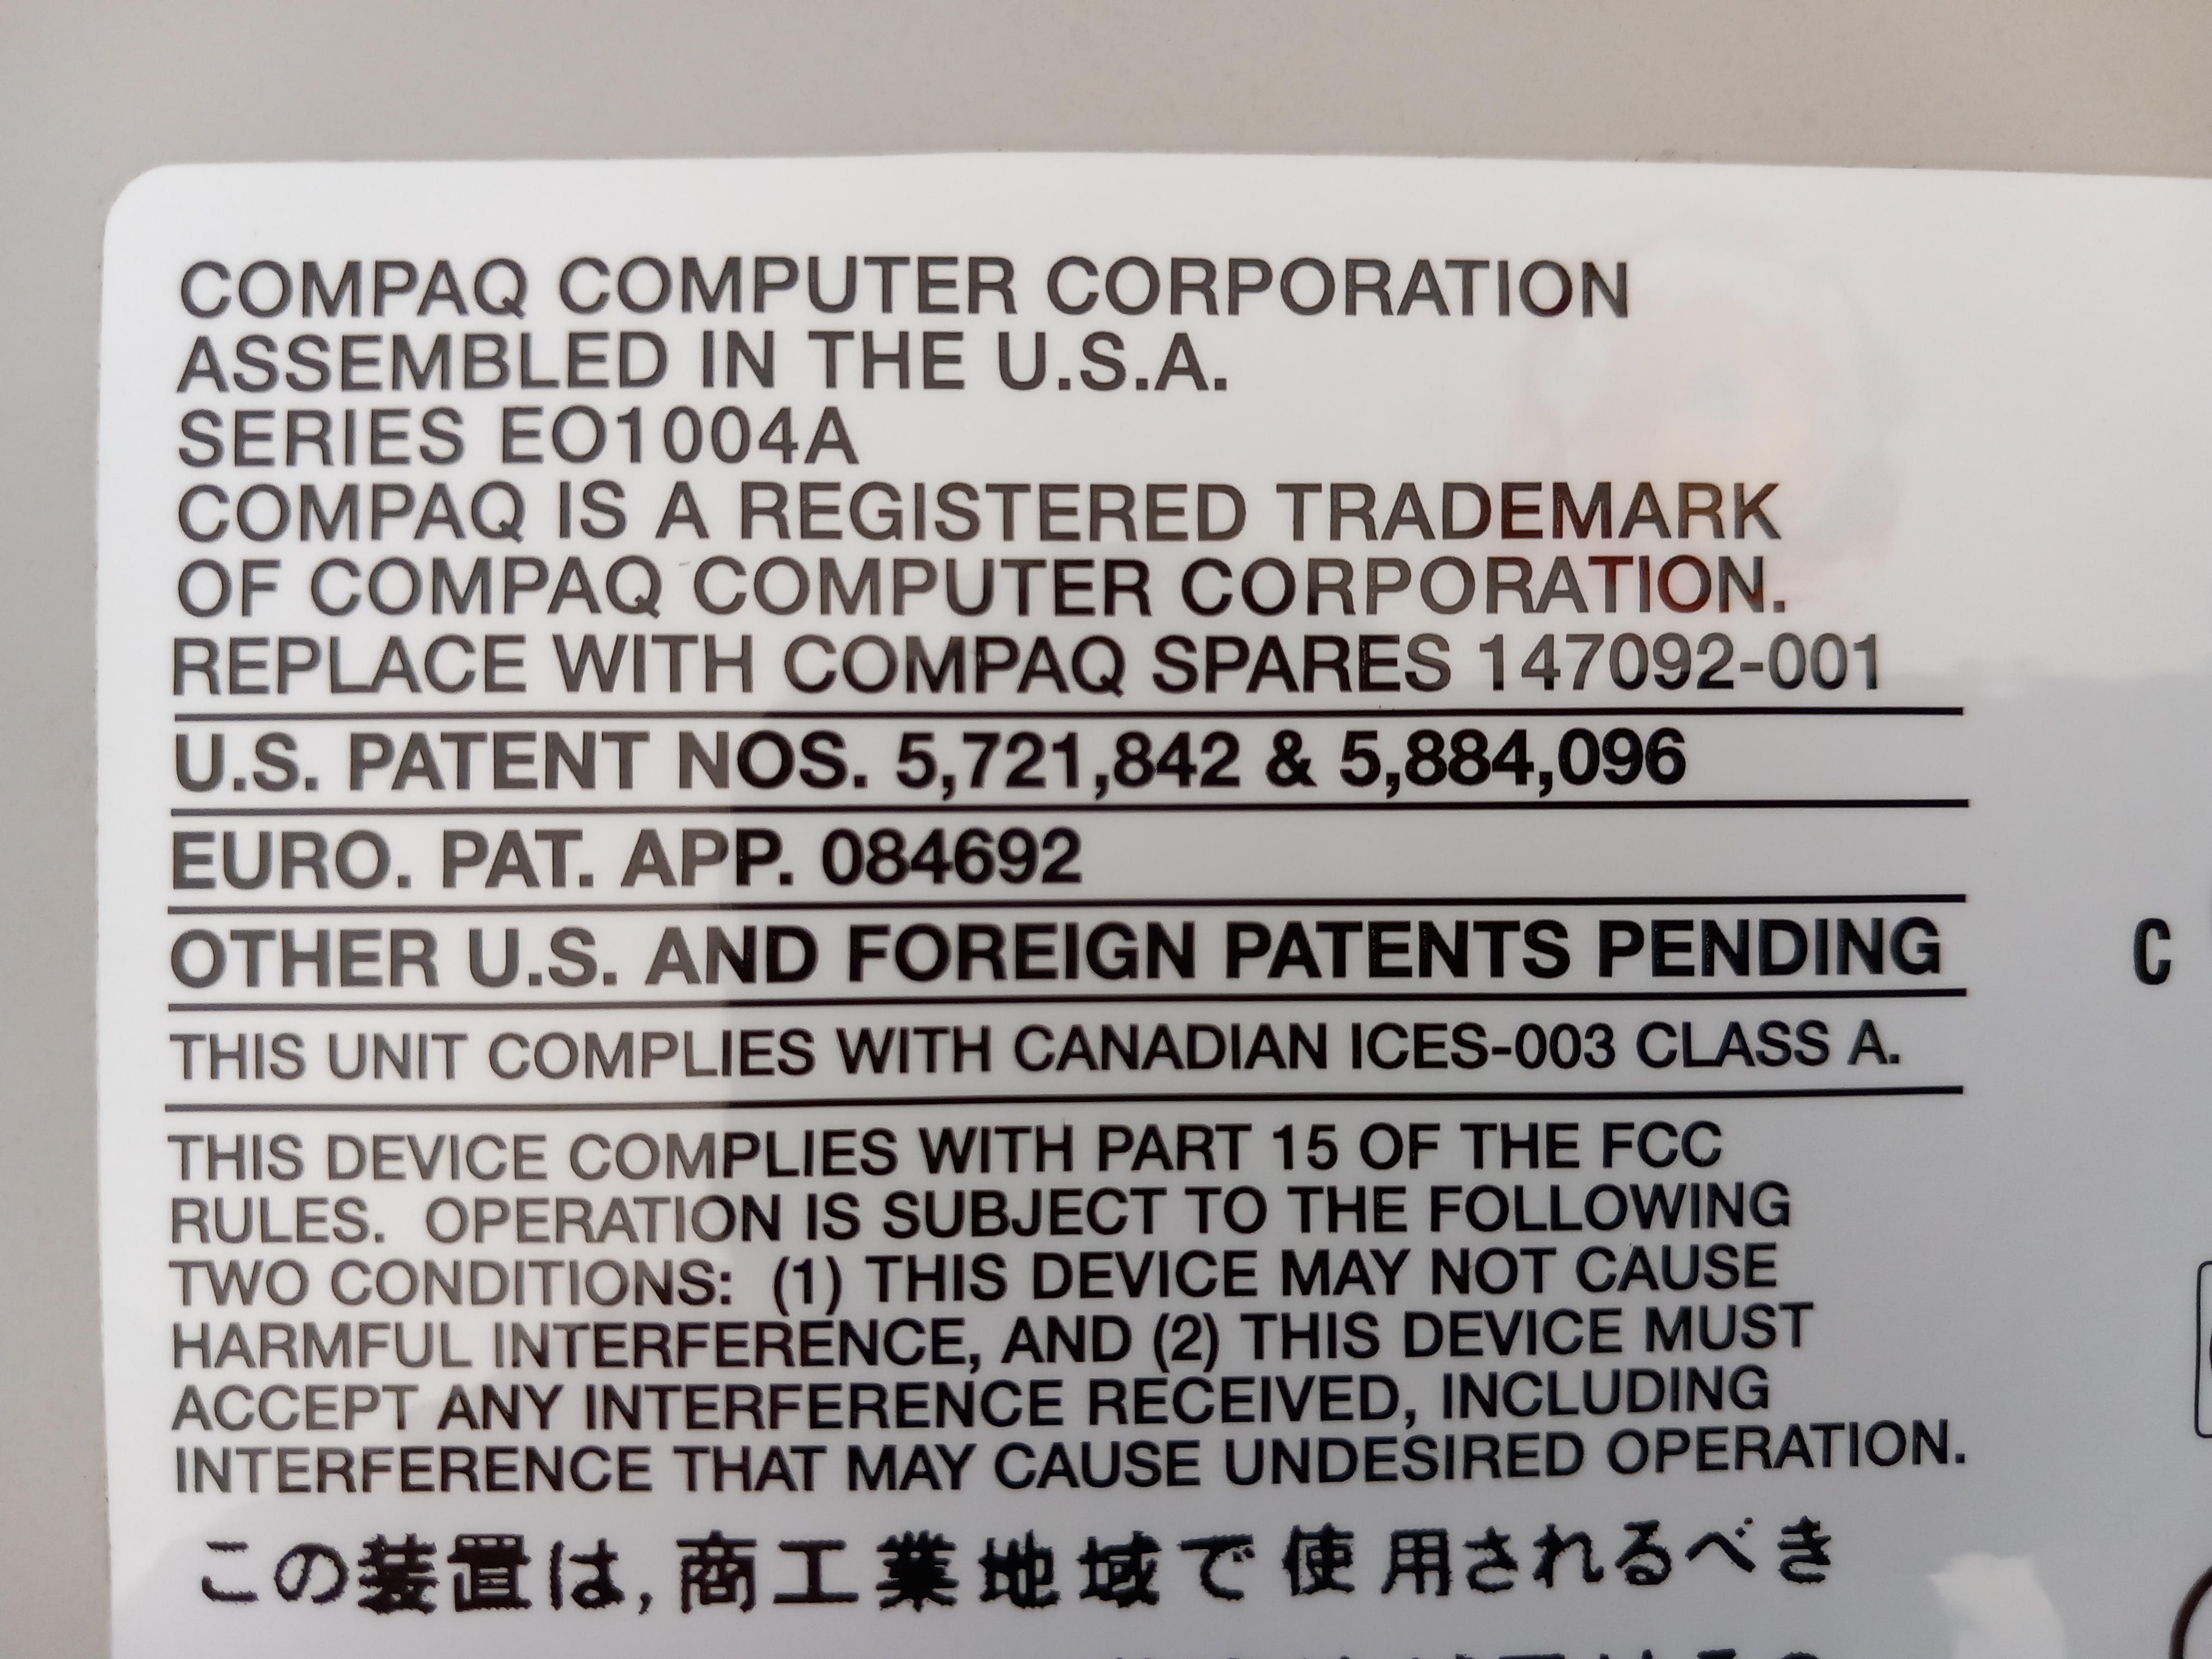 COMPAQ COMPUTER CORPORATION
ASSEMBLED IN THE U.S.A.
SERIES EO1004A
COMPAQ IS A REGISTERED TRADEMARK
OF COMPAQ COMPUTER CORPORATION.
REPLACE WITH COMPAQ SPARES 147092-001
U.S. PATENT NOS. 5,721,842 & 5,884,096
EURO. PAT. APP. 084692
OTHER U.S. AND FOREIGN PATENTS PENDING
C
THIS UNIT COMPLIES WITH CANADIAN ICES-003 CLASS A.
THIS DEVICE COMPLIES WITH PART 15 OF THE FCC
RULES. OPERATION IS SUBJECT TO THE FOLLOWING
TWO CONDITIONS: (1) THIS DEVICE MAY NOT CAUSE
HARMFUL INTERFERENCE, AND (2) THIS DEVICE MUST
ACCEPT ANY INTERFERENCE RECEIVED, INCLUDING
INTERFERENCE THAT MAY CAUSE UNDESIRED OPERATION.
この装置は,商工業地域で使用されるべき